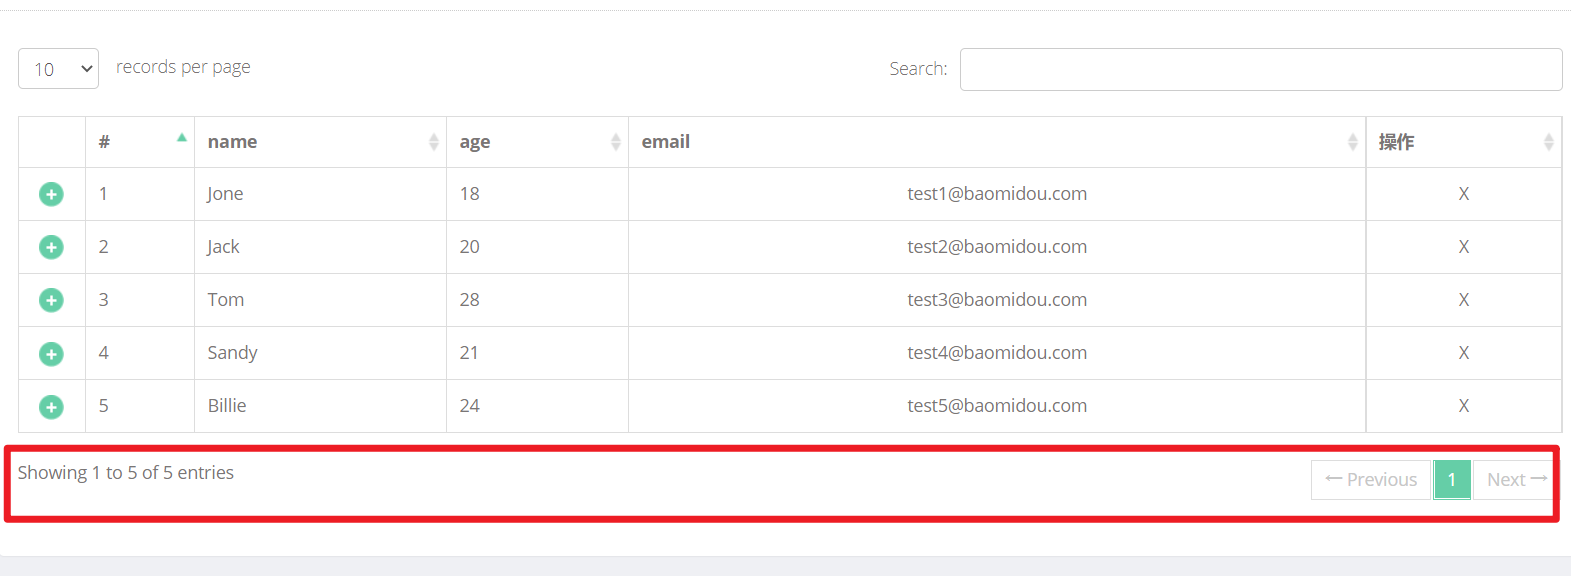 10 records per page Search:
# name age email 操作
1 Jone 18 test1@baomidou.com X
2 Jack 20 test2@baomidou.com X
3 Tom 28 test3@baomidou.com X
4 Sandy 21 test4@baomidou.com X
5 Billie 24 test5@baomidou.com X
Showing 1 to 5 of 5 entries ← Previous 1 Next →